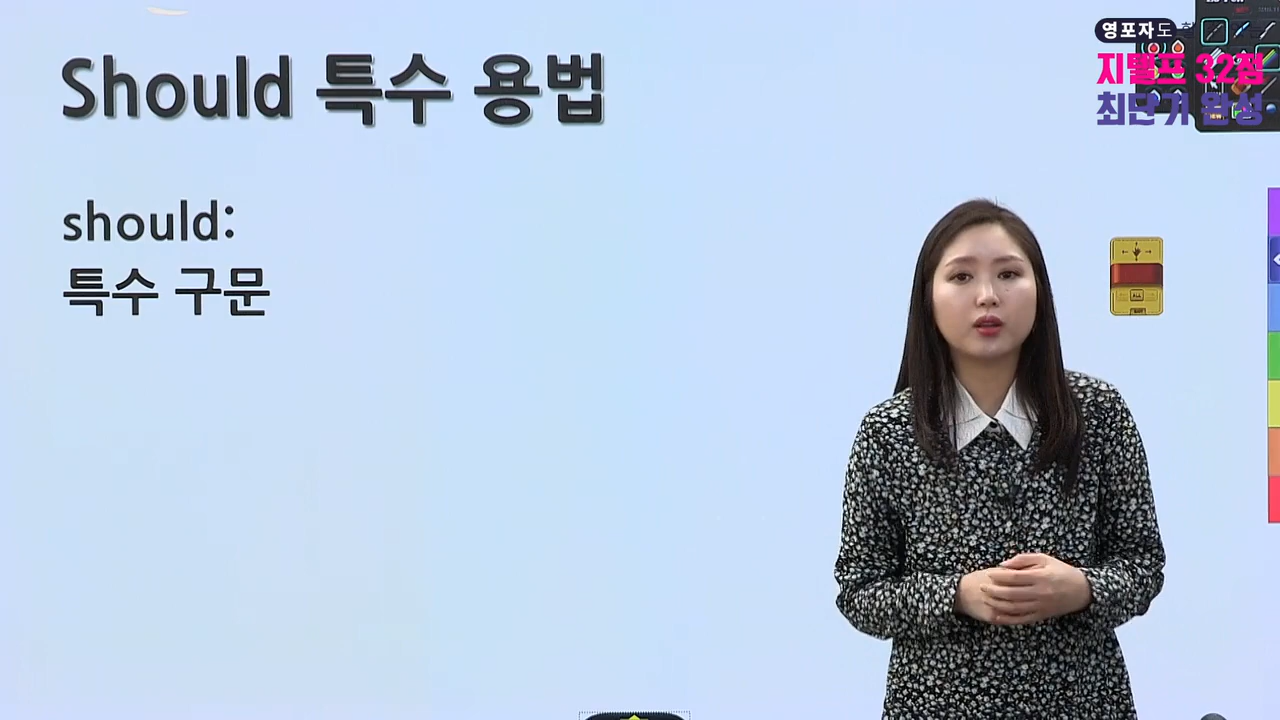 Should 특수 용법
should:
특수 구문
영포자도
지텔프 32점
최단기 완성